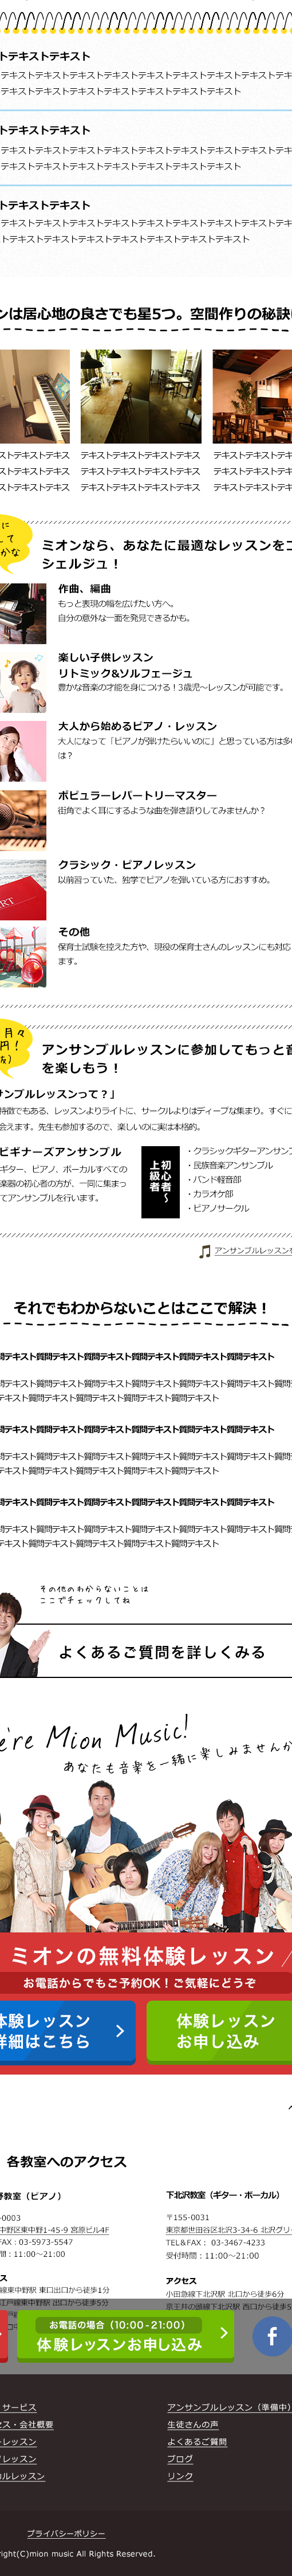 トテキストテキスト
テキストテキストテキストテキストテキストテキストテキストテキストテキ
テキストテキストテキストテキストテキストテキストテキスト
トテキストテキスト
テキストテキストテキストテキストテキストテキストテキストテキストテキ
テキストテキストテキストテキストテキストテキストテキスト
トテキストテキスト
テキストテキストテキストテキストテキストテキストテキストテキストテキ
トテキストテキストテキストテキストテキストテキストテキスト
ンは居心地の良さでも星5つ。空間作りの秘訣
ストテキストテキス
ストテキストテキス
ストテキストテキス
テキストテキストテキストテキス
テキストテキストテキストテキス
テキストテキストテキストテキス
テキストテキストテキ
テキストテキストテキ
テキストテキストテキ
に
して
かな
ミオンなら、あなたに最適なレッスンをコ
シェルジュ！
作曲、編曲
もっと表現の幅を広げたい方へ。
自分の意外な一面を発見できるかも。
楽しい子供レッスン
リトミック&ソルフェージュ
豊かな音楽の才能を身につける！3歳児〜レッスンが可能です。
大人から始めるピアノ・レッスン
大人になって「ピアノが弾けたらいいのに」と思っている方は多
は？
ポピュラーレパートリーマスター
街角でよく耳にするような曲を弾き語りしてみませんか？
クラシック・ピアノレッスン
以前習っていた、独学でピアノを弾いている方におすすめ。
その他
保育士試験を控えた方や、現役の保育士さんのレッスンにも対応
ます。
月々
円！
アンサンブルレッスンに参加してもっと音
を楽しもう！
サンブルレッスンって？」
特徴でもある、レッスンよりライトに、サークルよりはディープな集まり。すぐに
会えます。先生も参加するので、楽しいのに実は本格的。
ビギナーズアンサンブル
ギター、ピアノ、ボーカルすべての
楽器の初心者の方が、一同に集まっ
てアンサンブルを行います。
初心者〜
上級者
・クラシックギターアンサン
・民族音楽アンサンブル
・バンド軽音部
・カラオケ部
・ピアノサークル
アンサンブルレッスンを
それでもわからないことはここで解決！
問テキスト質問テキスト質問テキスト質問テキスト質問テキスト質問テキスト
問テキスト質問テキスト質問テキスト質問テキスト質問テキスト質問テキスト質問
テキスト質問テキスト質問テキスト質問テキスト質問テキスト
問テキスト質問テキスト質問テキスト質問テキスト質問テキスト質問テキスト
問テキスト質問テキスト質問テキスト質問テキスト質問テキスト質問テキスト質問
テキスト質問テキスト質問テキスト質問テキスト質問テキスト
問テキスト質問テキスト質問テキスト質問テキスト質問テキスト質問テキスト
問テキスト質問テキスト質問テキスト質問テキスト質問テキスト質問テキスト質問
テキスト質問テキスト質問テキスト質問テキスト質問テキスト
その他のわからないことは
ここでチェックしてね
よくあるご質問を詳しくみる
e're Mion Music!
あなたも音楽を一緒に楽しみませんか
ミオンの無料体験レッスン
お電話からでもご予約OK！ご気軽にどうぞ
体験レッスン
詳細はこちら
体験レッスン
お申し込み
各教室へのアクセス
野教室（ピアノ）
-0003
中野区東中野1-45-9 宮原ビル4F
FAX：03-5973-5547
間：11:00〜21:00
ス
線東中野駅 東口出口から徒歩1分
江戸線東中野駅 出口から徒歩5分
下北沢教室（ギター・ボーカル）
〒155-0031
東京都世田谷区北沢3-34-6 北沢グリ
TEL&FAX： 03-3467-4233
受付時間：11:00〜21:00
アクセス
小田急線下北沢駅 北口から徒歩6分
京王井の頭線下北沢駅 西口から徒歩5
お電話の場合（10:00-21:00）
体験レッスンお申し込み
サービス
セス・会社概要
ーレッスン
ノレッスン
カルレッスン
アンサンブルレッスン（準備中）
生徒さんの声
よくあるご質問
ブログ
リンク
プライバシーポリシー
right(C)mion music All Rights Reserved.